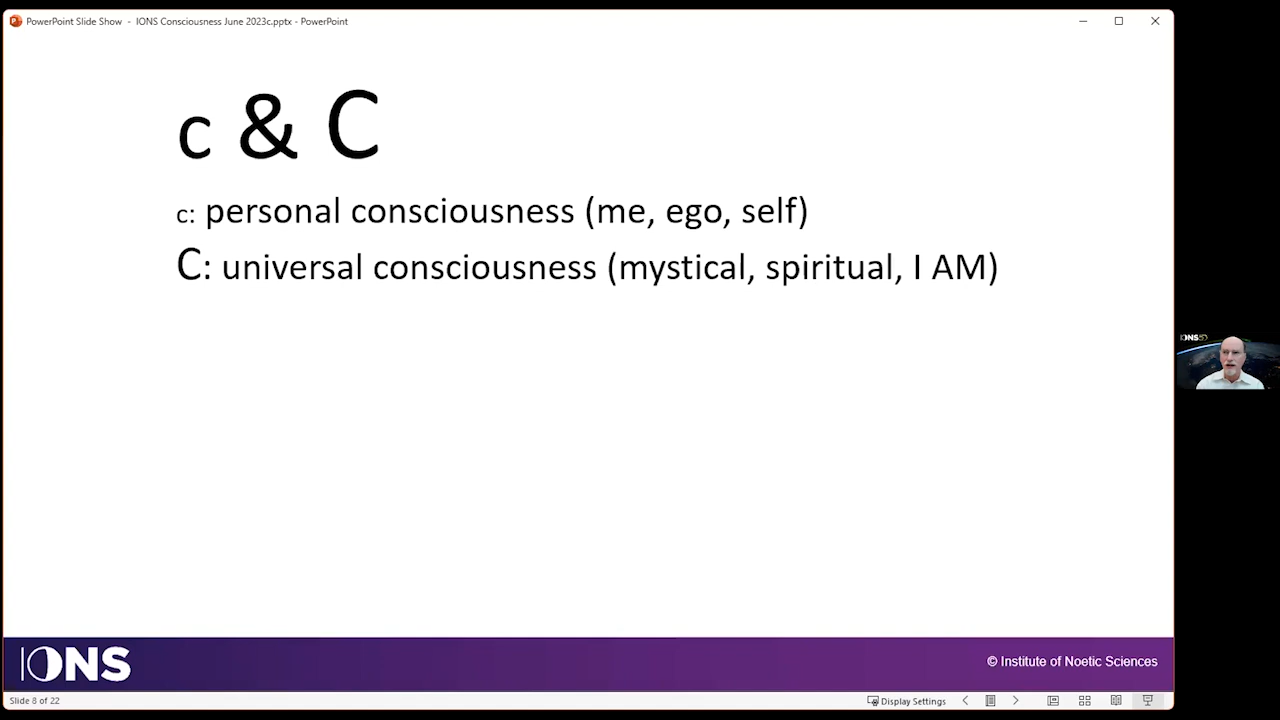 PowerPoint Slide Show - IONS Consciousness June 2023c.pptx - PowerPoint
c & C
c: personal consciousness (me, ego, self)
C: universal consciousness (mystical, spiritual, I AM)
IONS
IONS
© Institute of Noetic Sciences
Slide 8 of 22
Display Settings